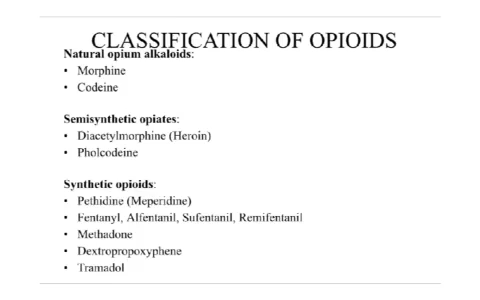 CLASSIFICATION OF OPIOIDS
Natural opium alkaloids:
• Morphine
• Codeine
Semisynthetic opiates:
• Diacetylmorphine (Heroin)
• Pholcodeine
Synthetic opioids:
• Pethidine (Meperidine)
• Fentanyl, Alfentanil, Sufentanil, Remifentanil
• Methadone
• Dextropropoxyphene
• Tramadol